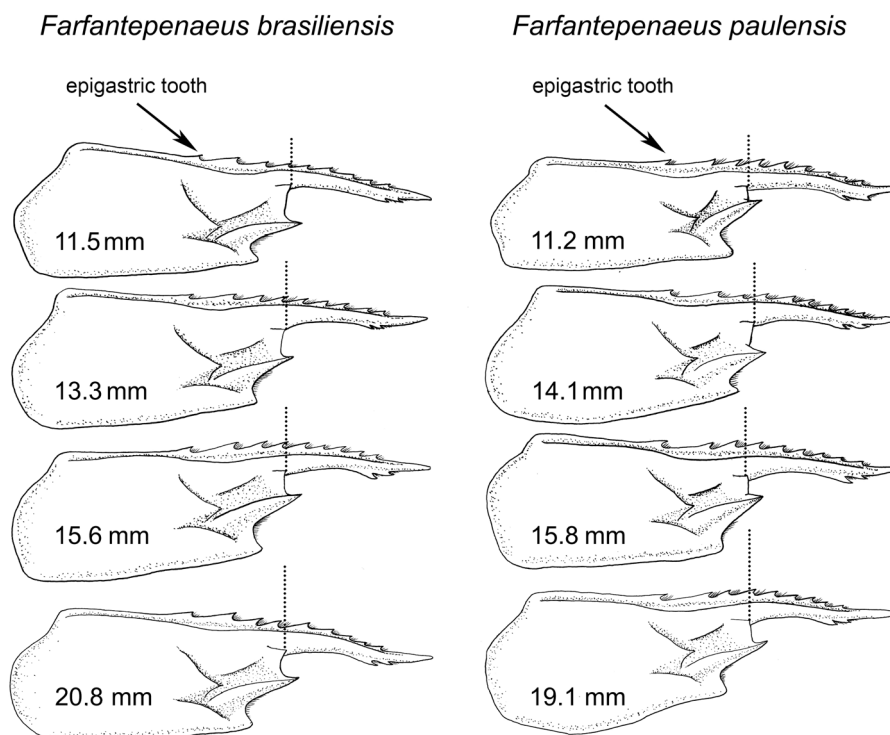 Farfantepenaeus brasiliensis
epigastric tooth
11.5 mm
13.3 mm
15.6 mm
20.8 mm
Farfantepenaeus paulensis
epigastric tooth
11.2 mm
14.1 mm
15.8 mm
19.1 mm